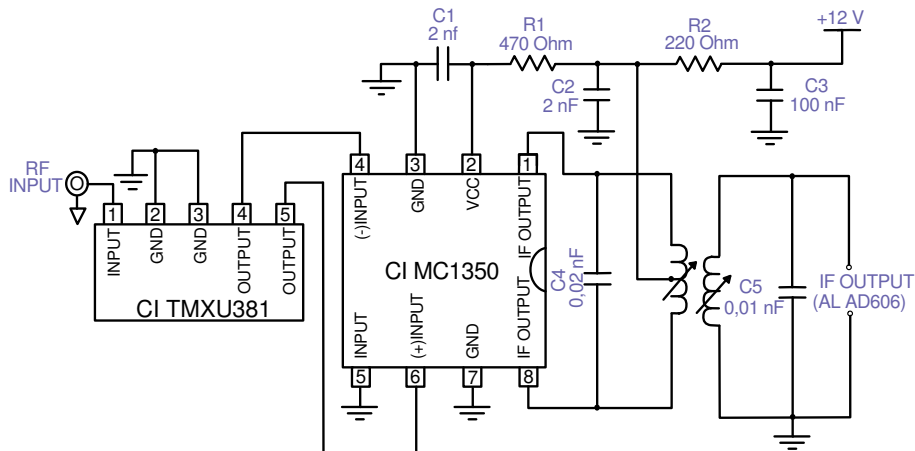 C1
2 nf
R1
470 Ohm
R2
220 Ohm
+12 V
C2
2 nF
C3
100 nF
RF
INPUT
1
2
3
4
5
INPUT
GND
GND
OUTPUT
OUTPUT
CI TMXU381
4
3
2
1
(-)INPUT
GND
VCC
IF OUTPUT
CI MC1350
INPUT
(+)INPUT
GND
IF OUTPUT
5
6
7
8
C4
0,02 nF
C5
0,01 nF
IF OUTPUT
(AL AD606)